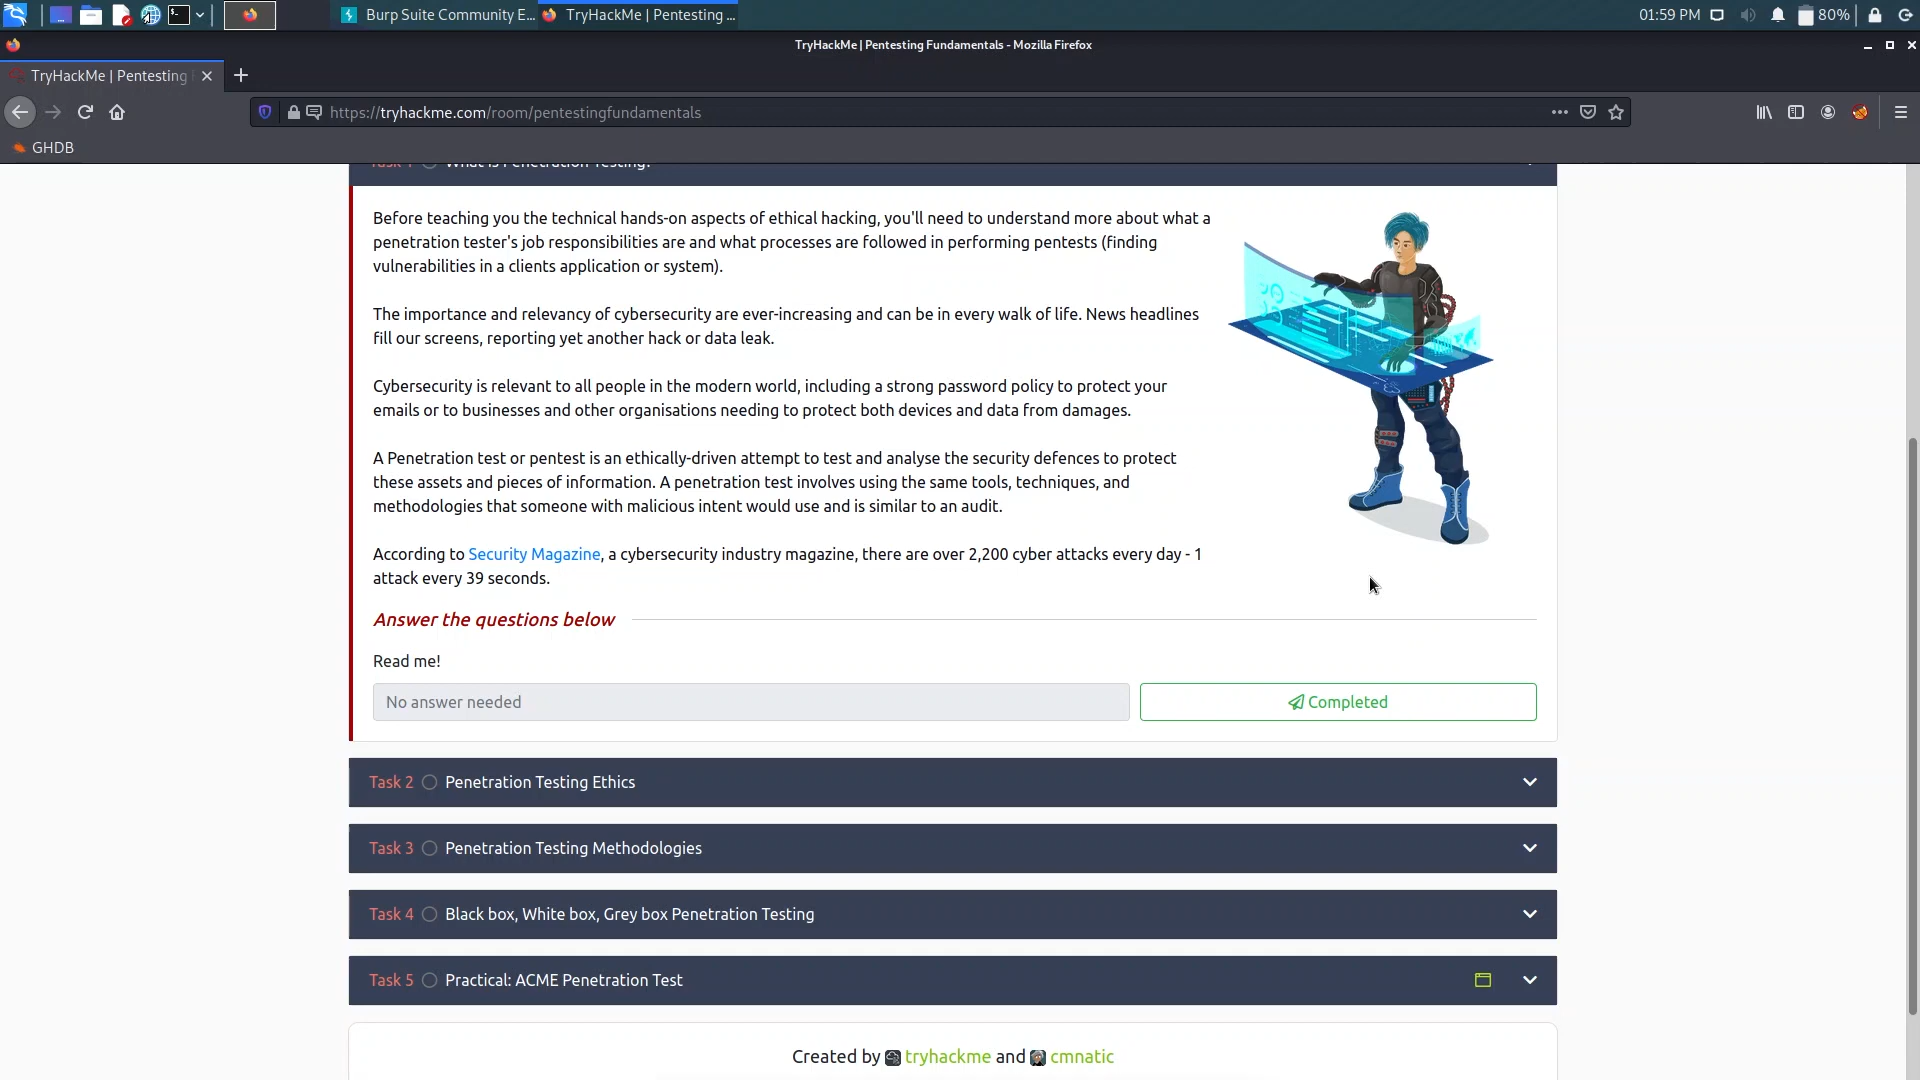 Burp Suite Community E...
TryHackMe | Pentesting ...
01:59 PM
80%
TryHackMe | Pentesting Fundamentals - Mozilla Firefox
TryHackMe | Pentesting
https://tryhackme.com/room/pentestingfundamentals
GHDB
Task 1 What is Penetration Testing?
Before teaching you the technical hands-on aspects of ethical hacking, you'll need to understand more about what a
penetration tester's job responsibilities are and what processes are followed in performing pentests (finding
vulnerabilities in a clients application or system).
The importance and relevancy of cybersecurity are ever-increasing and can be in every walk of life. News headlines
fill our screens, reporting yet another hack or data leak.
Cybersecurity is relevant to all people in the modern world, including a strong password policy to protect your
emails or to businesses and other organisations needing to protect both devices and data from damages.
A Penetration test or pentest is an ethically-driven attempt to test and analyse the security defences to protect
these assets and pieces of information. A penetration test involves using the same tools, techniques, and
methodologies that someone with malicious intent would use and is similar to an audit.
According to Security Magazine, a cybersecurity industry magazine, there are over 2,200 cyber attacks every day - 1
attack every 39 seconds.
Answer the questions below
Read me!
No answer needed
Completed
Task 2 Penetration Testing Ethics
Task 3 Penetration Testing Methodologies
Task 4 Black box, White box, Grey box Penetration Testing
Task 5 Practical: ACME Penetration Test
Created by tryhackme and cmnatic